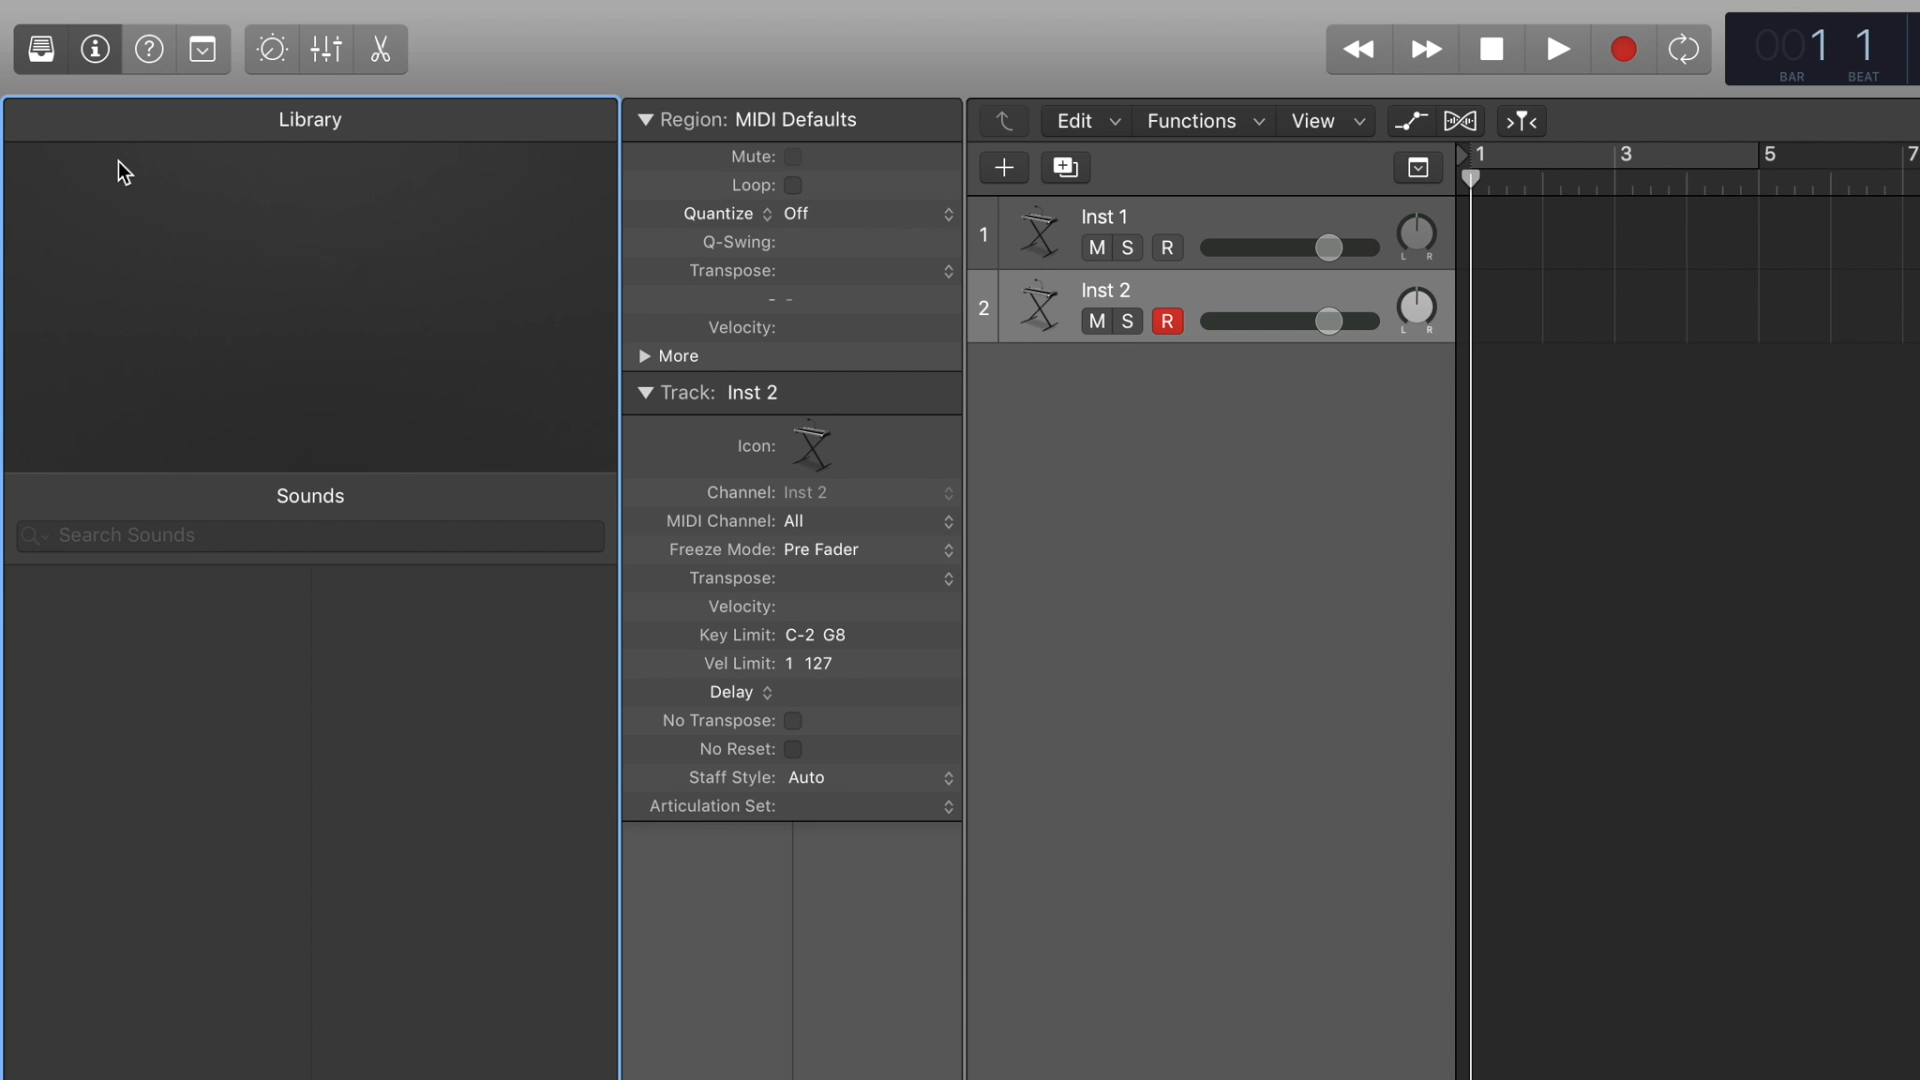 001 1
BAR BEAT
Library
Region: MIDI Defaults
Mute:
Loop:
Quantize Off
Q-Swing:
Transpose:
- -
Velocity:
More
Track: Inst 2
Icon:
Channel: Inst 2
MIDI Channel: All
Freeze Mode: Pre Fader
Transpose:
Velocity:
Key Limit: C-2 G8
Vel Limit: 1 127
Delay
No Transpose:
No Reset:
Staff Style: Auto
Articulation Set:
Sounds
Search Sounds
Edit Functions View
1 3 5 7
1 Inst 1
M S R
L R
2 Inst 2
M S R
L R